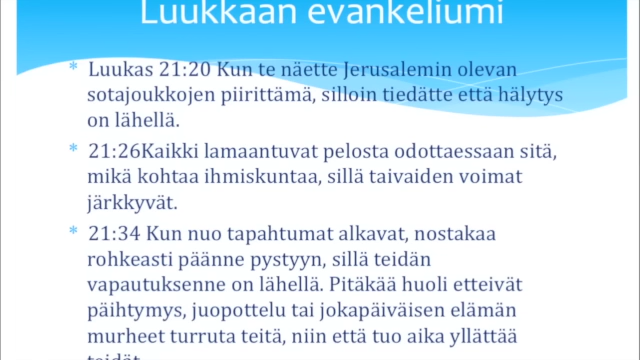 Luukkaan evankeliumi
* Luukas 21:20 Kun te näette Jerusalemin olevan
sotajoukkojen piirittämä, silloin tiedätte että hälytys
on lähellä.
* 21:26Kaikki lamaantuvat pelosta odottaessaan sitä,
mikä kohtaa ihmiskuntaa, sillä taivaiden voimat
järkkyvät.
* 21:34 Kun nuo tapahtumat alkavat, nostakaa
rohkeasti päänne pystyyn, sillä teidän
vapautuksenne on lähellä. Pitäkää huoli etteivät
päihtymys, juopottelu tai jokapäiväisen elämän
murheet turruta teitä, niin että tuo aika yllättää
teidät